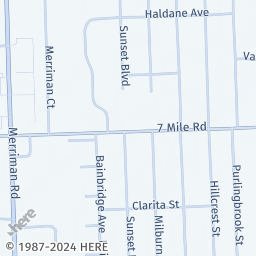 Haldane Ave
Sunset Blvd
Va
Merriman Ct
7 Mile Rd
Merriman Rd
Bainbridge Ave
Clarita St
Sunset
Milburn
Hillcrest St
Purlingbrook St
here
© 1987-2024 HERE